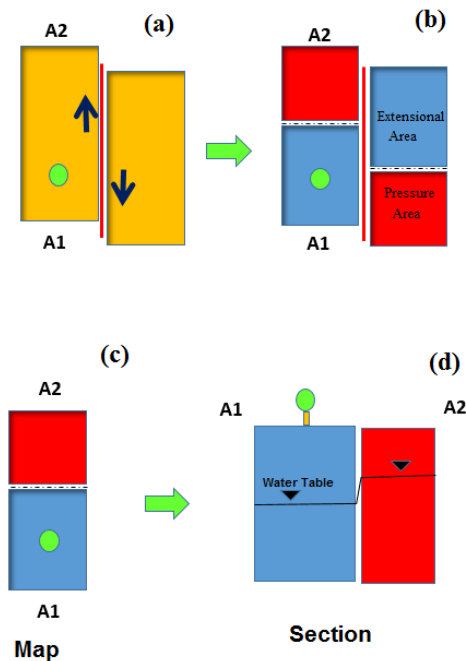 (a)
A2
A1
(b)
A2
Extensional
Area
Pressure
Area
A1
(c)
A2
A1
Map
(d)
A1
A2
Water Table
Section